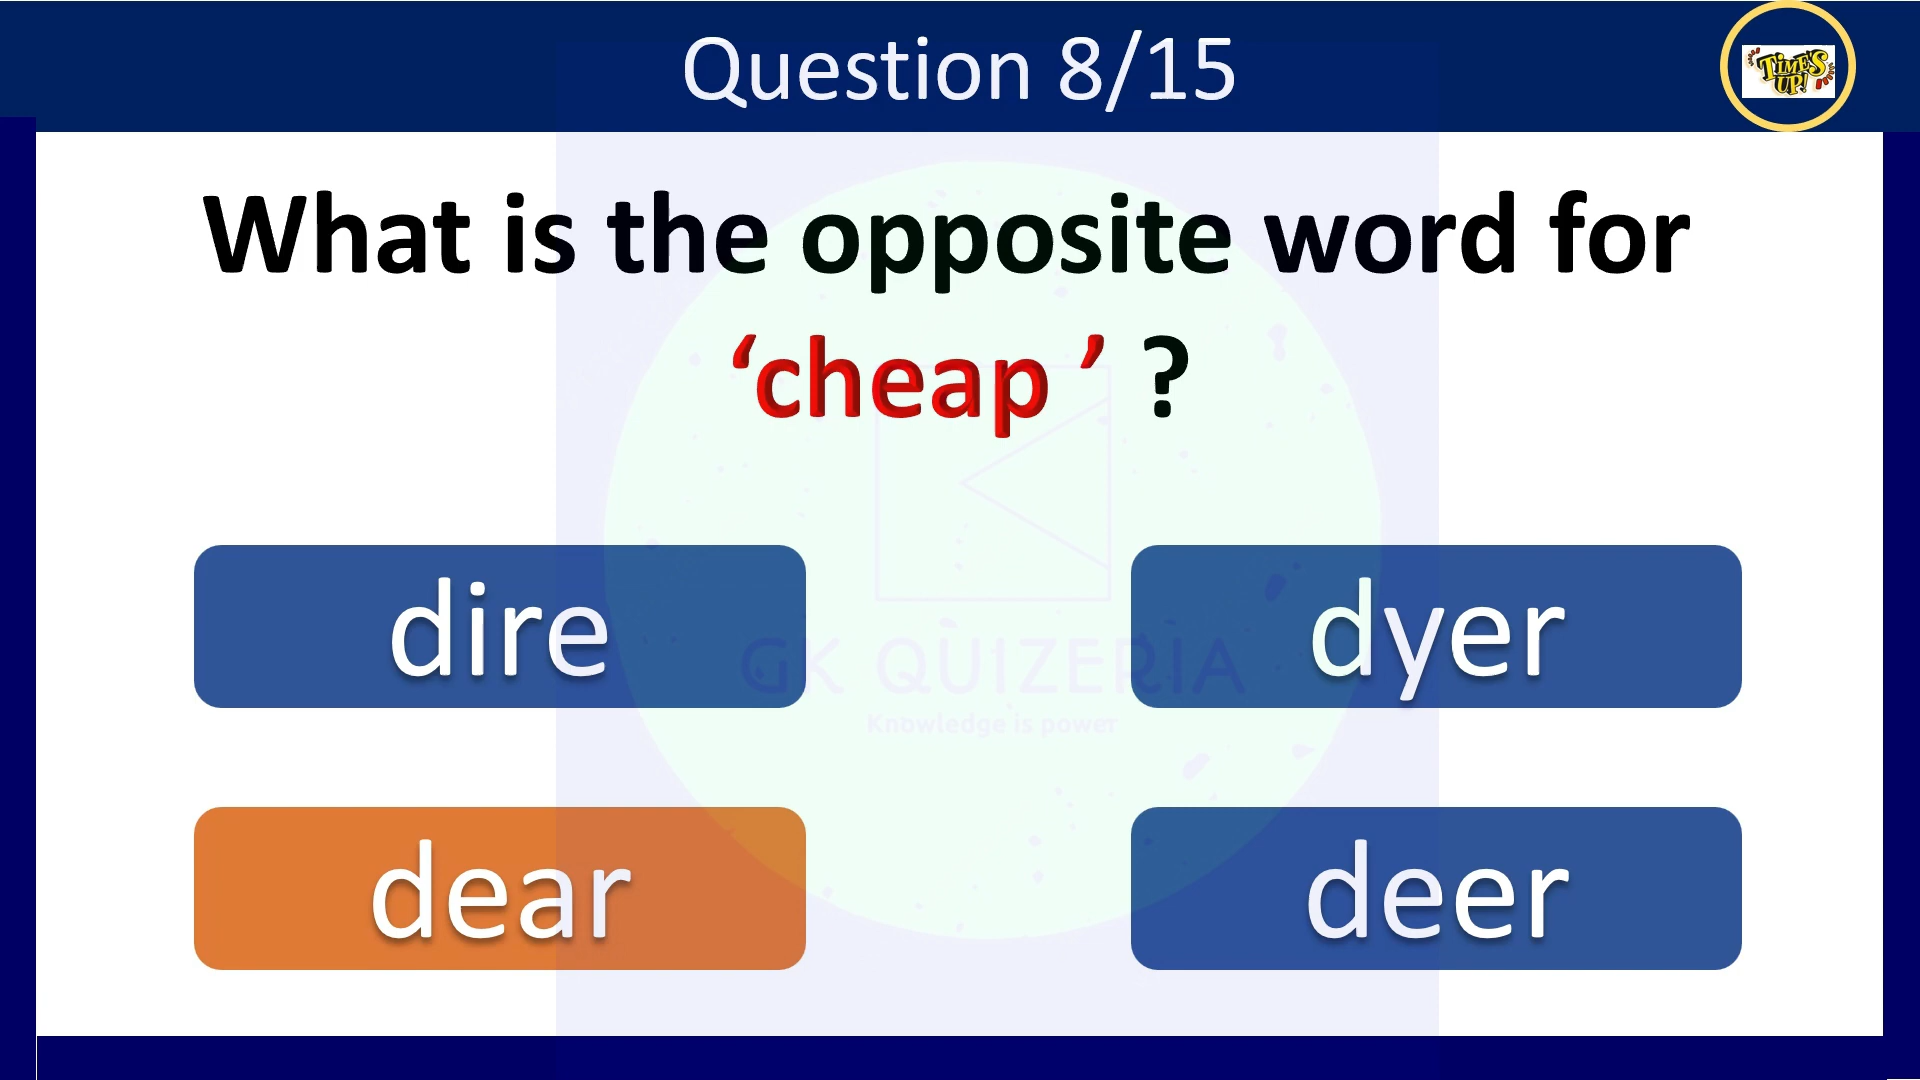 Question 8/15
TIME'S
UP!
What is the opposite word for
‘cheap ’ ?
dire
dyer
GK QUIZERIA
Knowledge is power
dear
deer